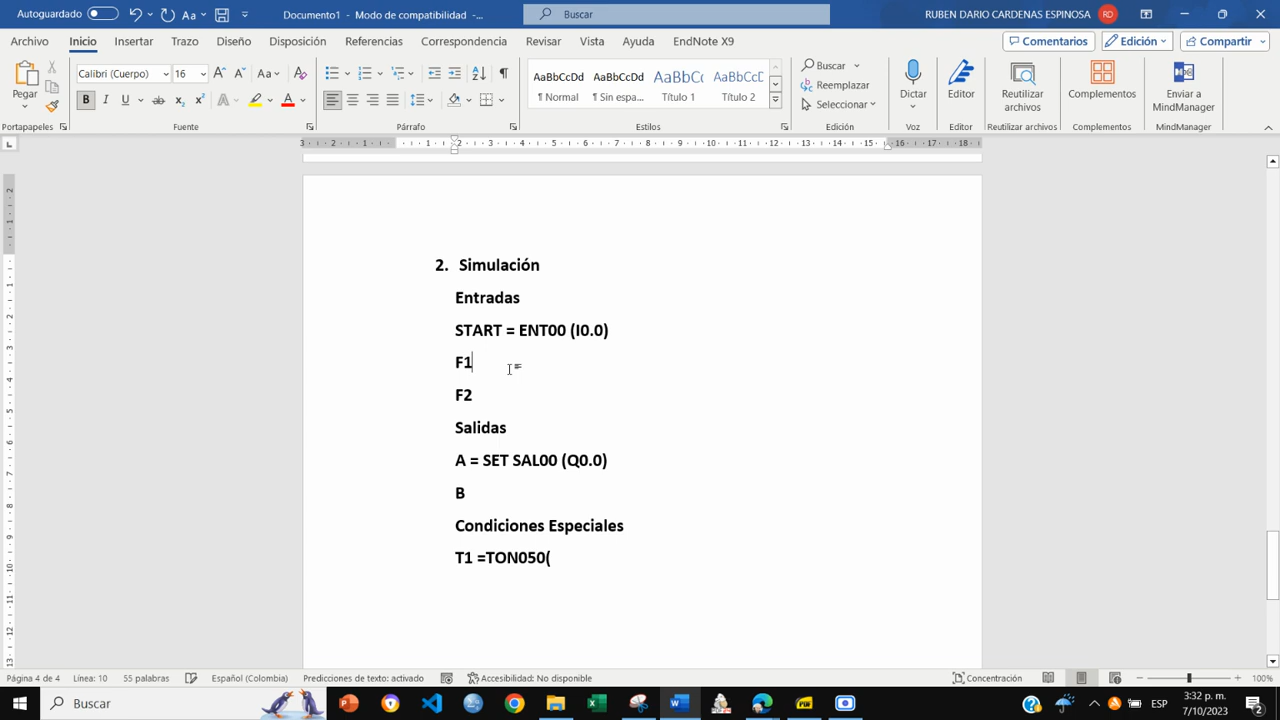 Autoguardado
Documento1 - Modo de compatibilidad
Buscar
RUBEN DARIO CARDENAS ESPINOSA
RD
Archivo Inicio Insertar Trazo Diseño Disposición Referencias Correspondencia Revisar Vista Ayuda EndNote X9
Comentarios Edición Compartir
Calibri (Cuerpo) 16
AaBbCcDd AaBbCcDd AaBbCc AaBbCcD
¶ Normal ¶ Sin espa... Título 1 Título 2
Pegar
Buscar
Reemplazar
Seleccionar
Dictar
Editor
Reutilizar archivos
Complementos
Enviar a MindManager
Portapapeles Fuente Párrafo Estilos Edición Voz Editor Reutilizar archivos Complementos MindManager
2. Simulación
Entradas
START = ENT00 (I0.0)
F1
F2
Salidas
A = SET SAL00 (Q0.0)
B
Condiciones Especiales
T1 =TON050(
Página 4 de 4 Línea: 10 55 palabras Español (Colombia) Predicciones de texto: activado Accesibilidad: No disponible Concentración 100%
Buscar
ESP
3:32 p. m.
7/10/2023
2